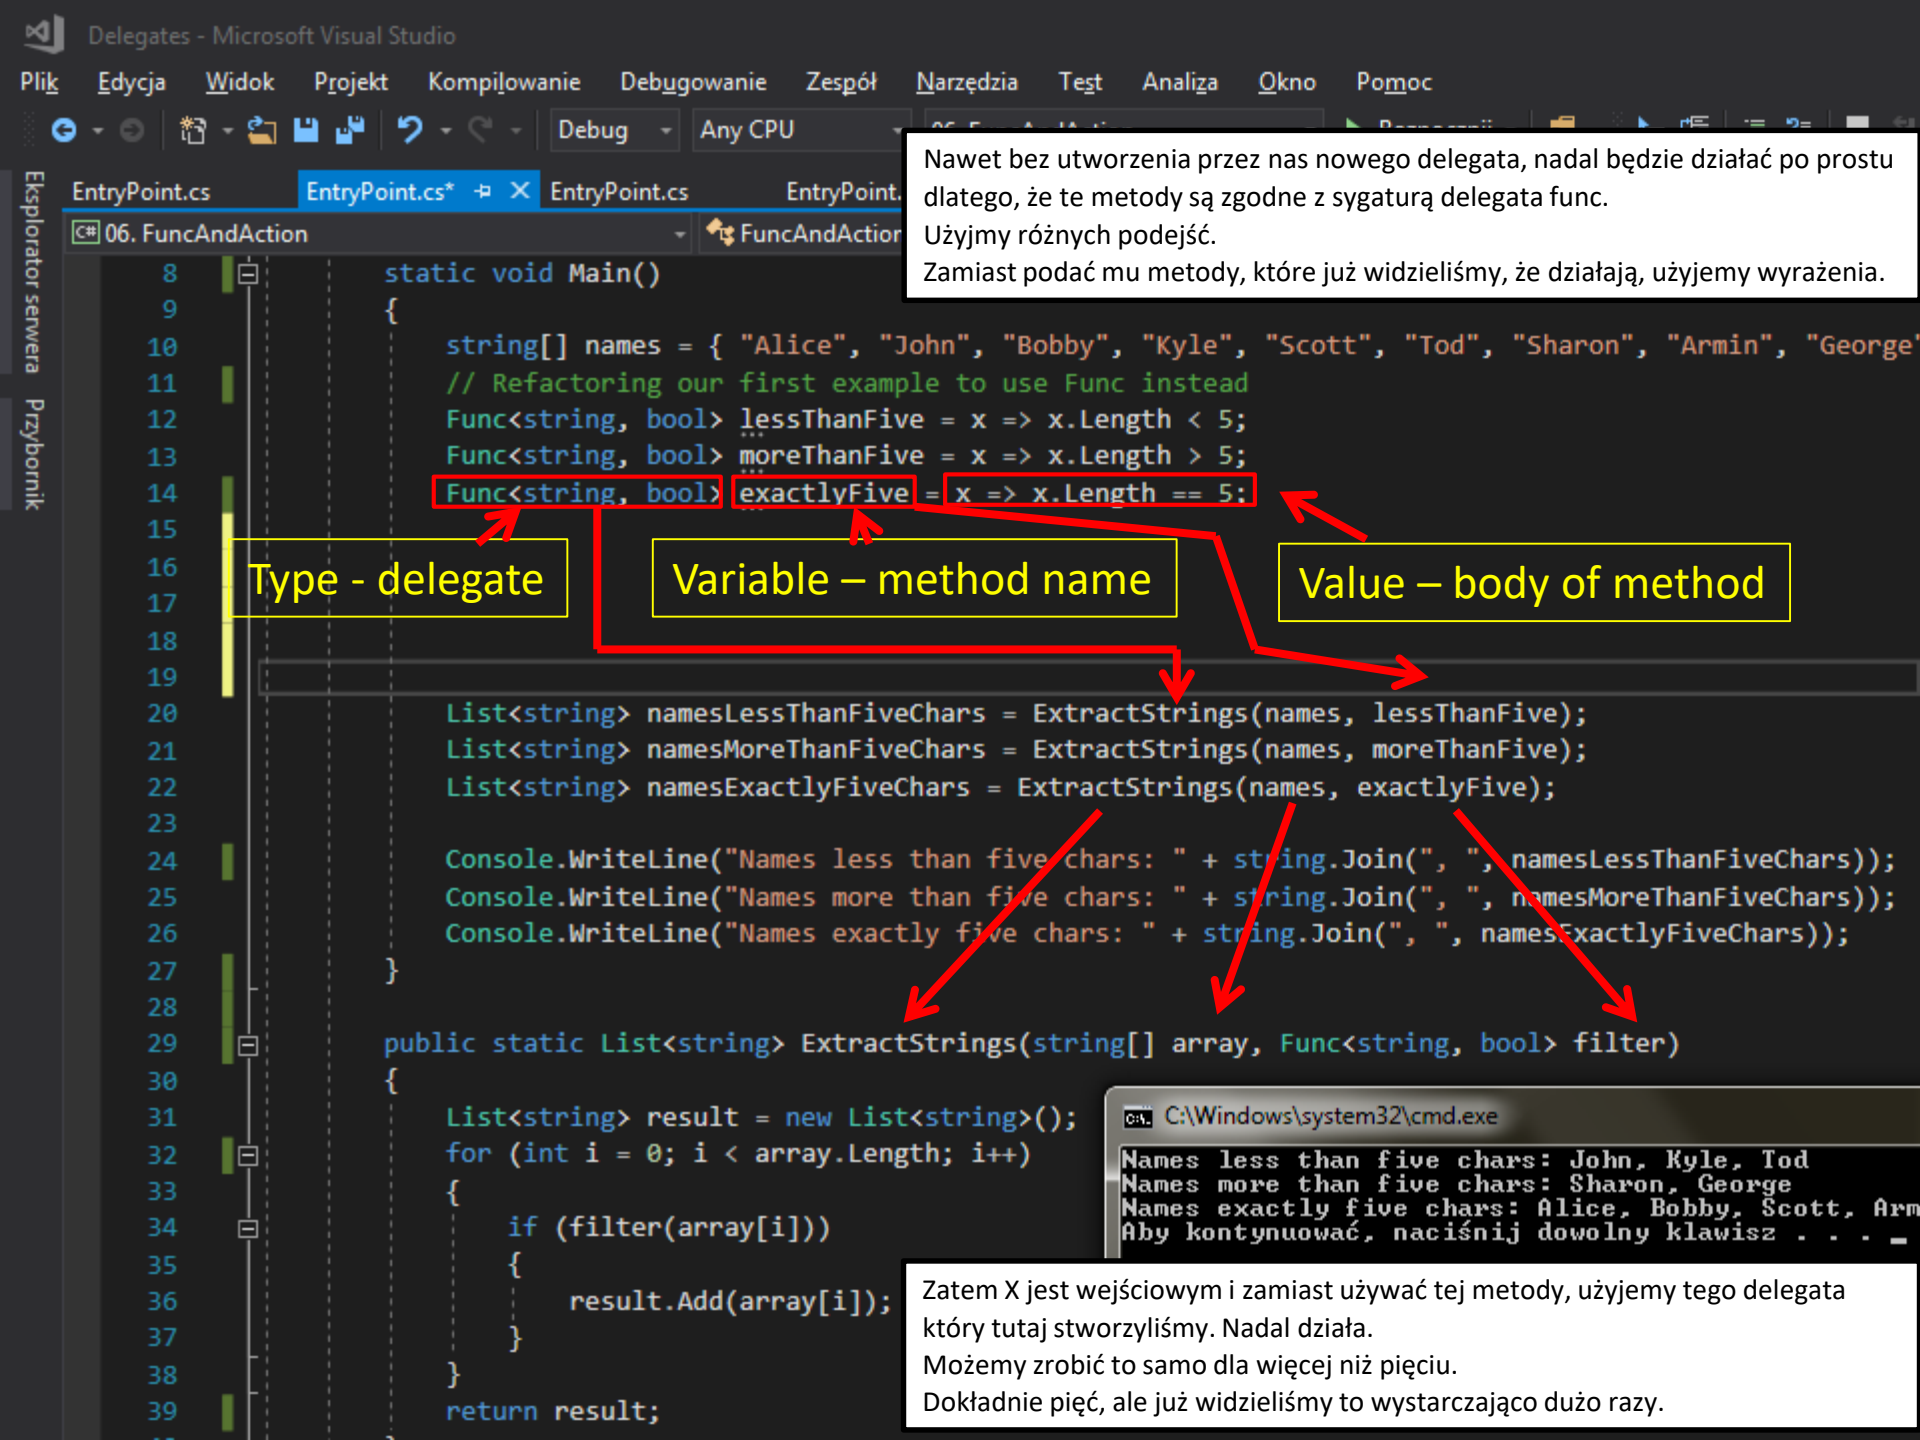 Delegates - Microsoft Visual Studio
Plik Edycja Widok Projekt Kompilowanie Debugowanie Zespół Narzędzia Test Analiza Okno Pomoc
Debug Any CPU
Nawet bez utworzenia przez nas nowego delegata, nadal będzie działać po prostu
dlatego, że te metody są zgodne z sygaturą delegata func.
Użyjmy różnych podejść.
Zamiast podać mu metody, które już widzieliśmy, że działają, użyjemy wyrażenia.
Eksplorator serwera
Przybornik
EntryPoint.cs EntryPoint.cs* EntryPoint.cs EntryPoint.
C# 06. FuncAndAction FuncAndAction
8 static void Main()
9 {
10 string[] names = { "Alice", "John", "Bobby", "Kyle", "Scott", "Tod", "Sharon", "Armin", "George"
11 // Refactoring our first example to use Func instead
12 Func<string, bool> lessThanFive = x => x.Length < 5;
13 Func<string, bool> moreThanFive = x => x.Length > 5;
14 Func<string, bool> exactlyFive = x => x.Length == 5;
15
16
17
18
19
Type - delegate
Variable – method name
Value – body of method
20 List<string> namesLessThanFiveChars = ExtractStrings(names, lessThanFive);
21 List<string> namesMoreThanFiveChars = ExtractStrings(names, moreThanFive);
22 List<string> namesExactlyFiveChars = ExtractStrings(names, exactlyFive);
23
24 Console.WriteLine("Names less than five chars: " + string.Join(", ", namesLessThanFiveChars));
25 Console.WriteLine("Names more than five chars: " + string.Join(", ", namesMoreThanFiveChars));
26 Console.WriteLine("Names exactly five chars: " + string.Join(", ", namesExactlyFiveChars));
27 }
28
29 public static List<string> ExtractStrings(string[] array, Func<string, bool> filter)
30 {
31 List<string> result = new List<string>();
32 for (int i = 0; i < array.Length; i++)
33 {
34 if (filter(array[i]))
35 {
36 result.Add(array[i]);
37 }
38 }
39 return result;
C:\Windows\system32\cmd.exe
Names less than five chars: John, Kyle, Tod
Names more than five chars: Sharon, George
Names exactly five chars: Alice, Bobby, Scott, Arm
Aby kontynuować, naciśnij dowolny klawisz . . . _
Zatem X jest wejściowym i zamiast używać tej metody, użyjemy tego delegata
który tutaj stworzyliśmy. Nadal działa.
Możemy zrobić to samo dla więcej niż pięciu.
Dokładnie pięć, ale już widzieliśmy to wystarczająco dużo razy.